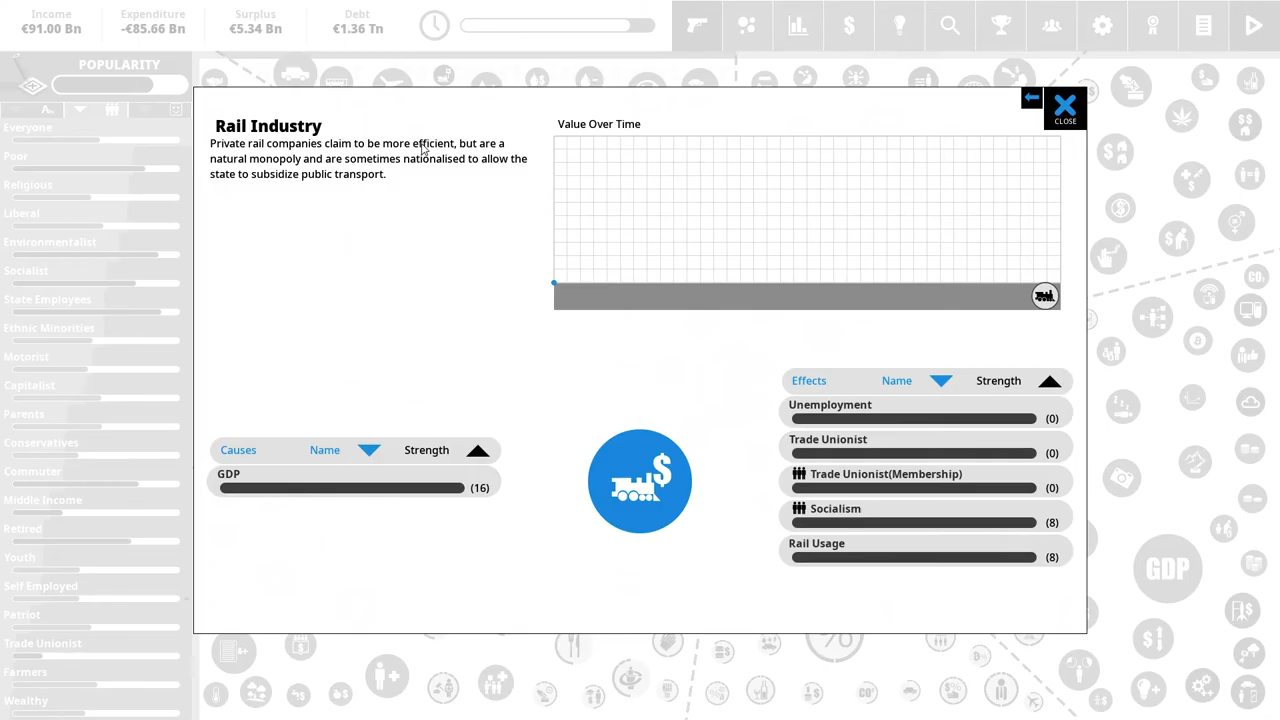 Income
Expenditure
Surplus
Debt
€91.00 Bn
-€85.66 Bn
€5.34 Bn
€1.36 Tn
POPULARITY
Everyone
Poor
Religious
Liberal
Environmentalist
Socialist
State Employees
Ethnic Minorities
Motorist
Capitalist
Parents
Conservatives
Commuter
Middle Income
Retired
Youth
Self Employed
Patriot
Trade Unionist
Farmers
Wealthy
Rail Industry
Private rail companies claim to be more efficient, but are a
natural monopoly and are sometimes nationalised to allow the
state to subsidize public transport.
Value Over Time
CLOSE
Causes Name Strength
GDP
(16)
Effects Name Strength
Unemployment
(0)
Trade Unionist
(0)
Trade Unionist(Membership)
(0)
Socialism
(8)
Rail Usage
(8)
GDP